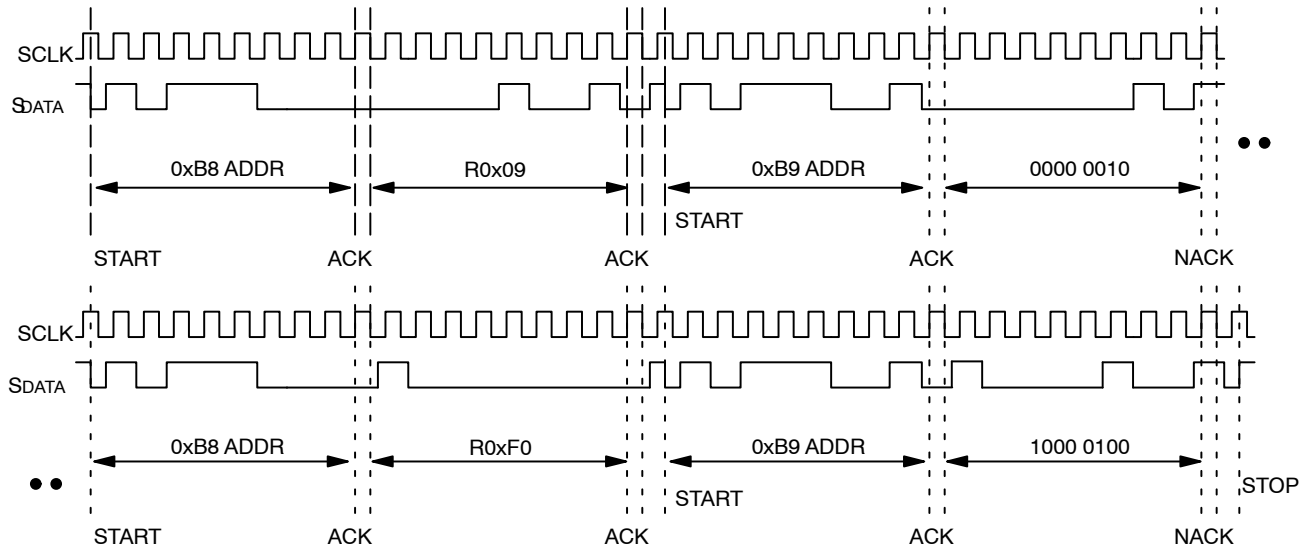 SCLK
SDATA
0xB8 ADDR R0x09 0xB9 ADDR 0000 0010
START
START ACK ACK ACK NACK
SCLK
SDATA
0xB8 ADDR R0xF0 0xB9 ADDR 1000 0100
START STOP
START ACK ACK ACK NACK